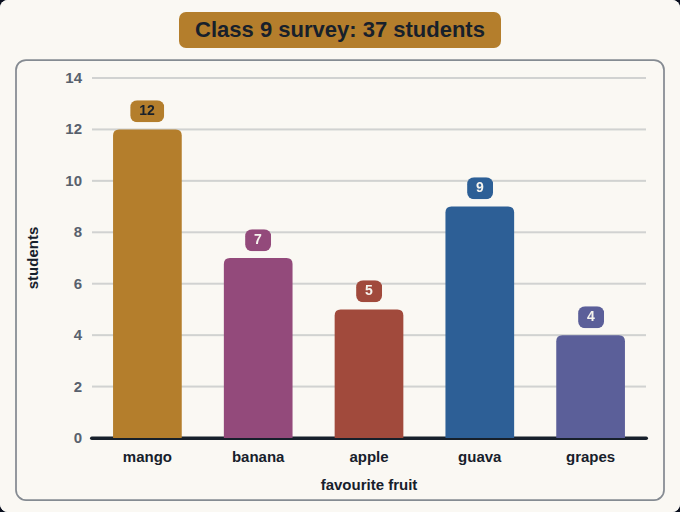 Class 9 survey: 37 students
14
12
10
8
6
4
2
0
students
12
7
5
9
4
mango
banana
apple
guava
grapes
favourite fruit